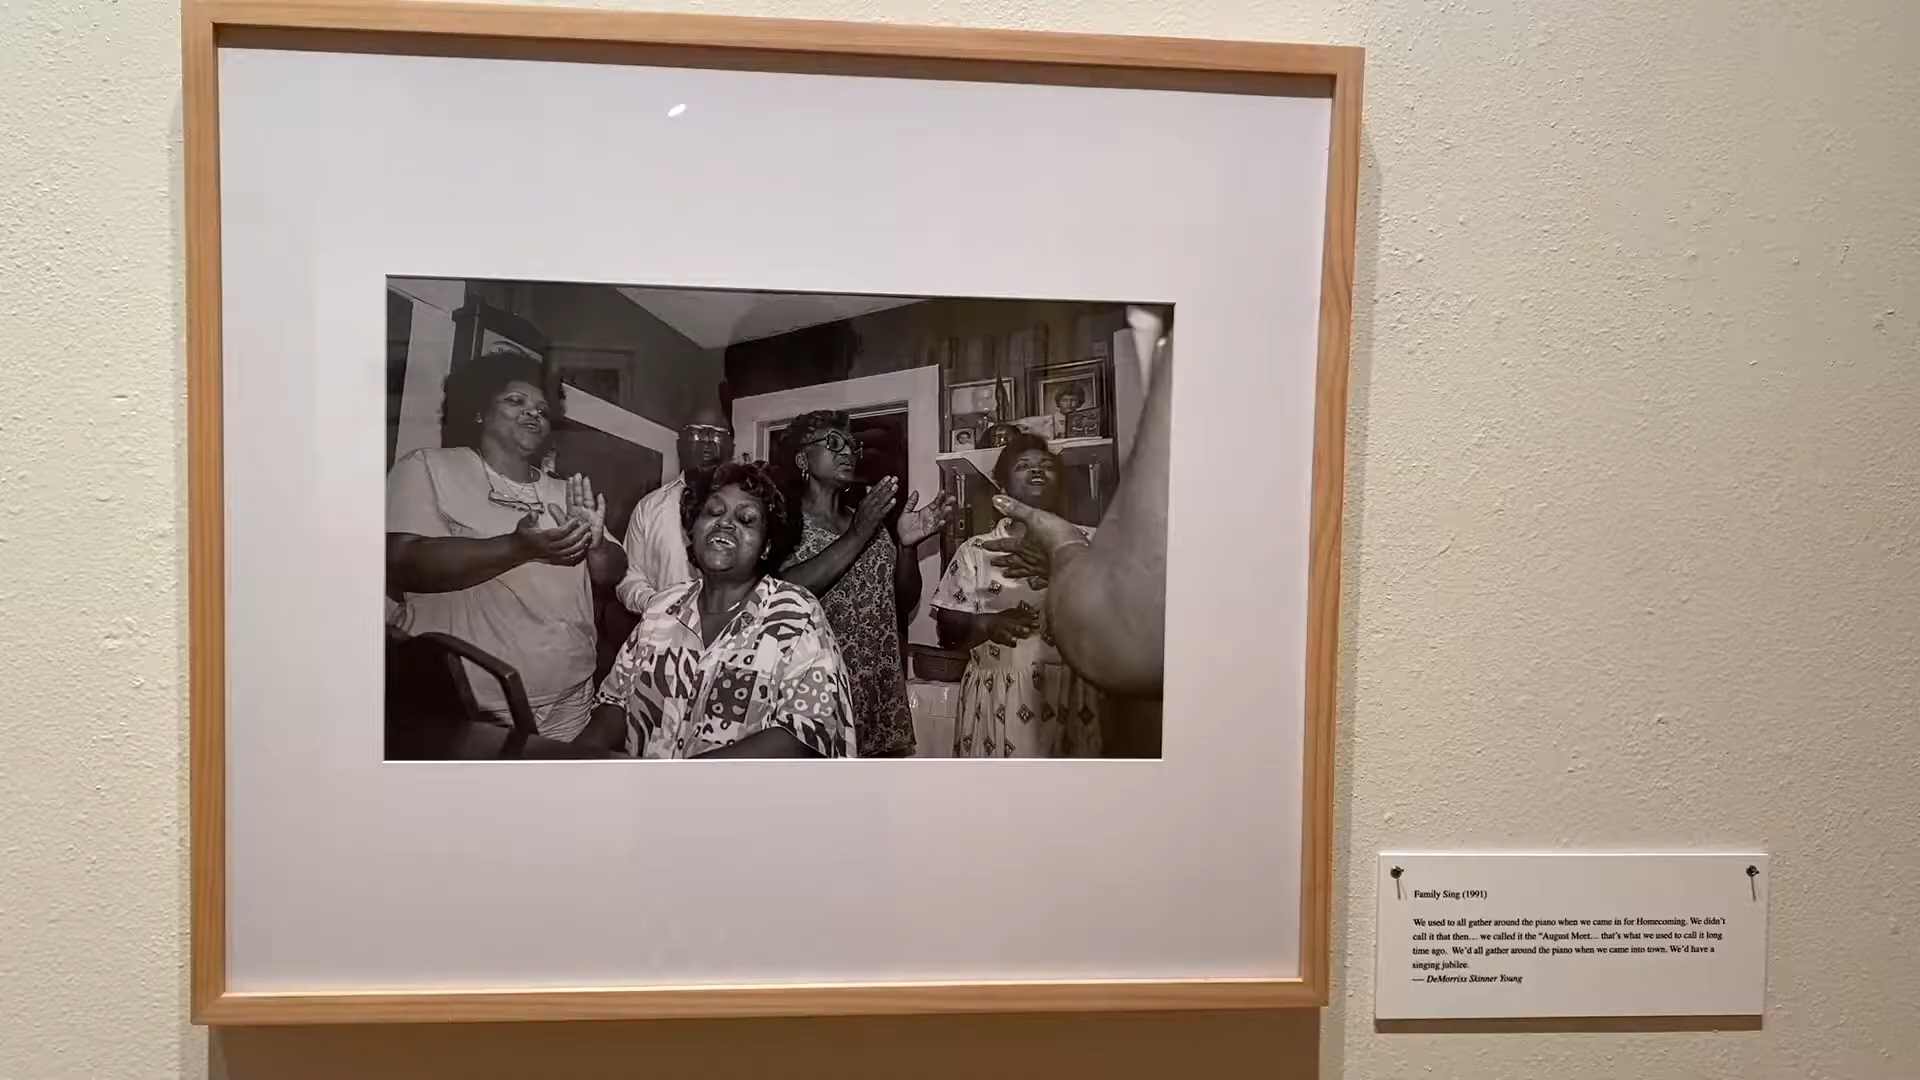 Family Sing (1991)
We used to all gather around the piano when we came in for Homecoming. We didn't
call it that then… we called it the "August Meet… that's what we used to call it long
time ago. We'd all gather around the piano when we came into town. We'd have a
singing jubilee.
— DeMorriss Skinner Young